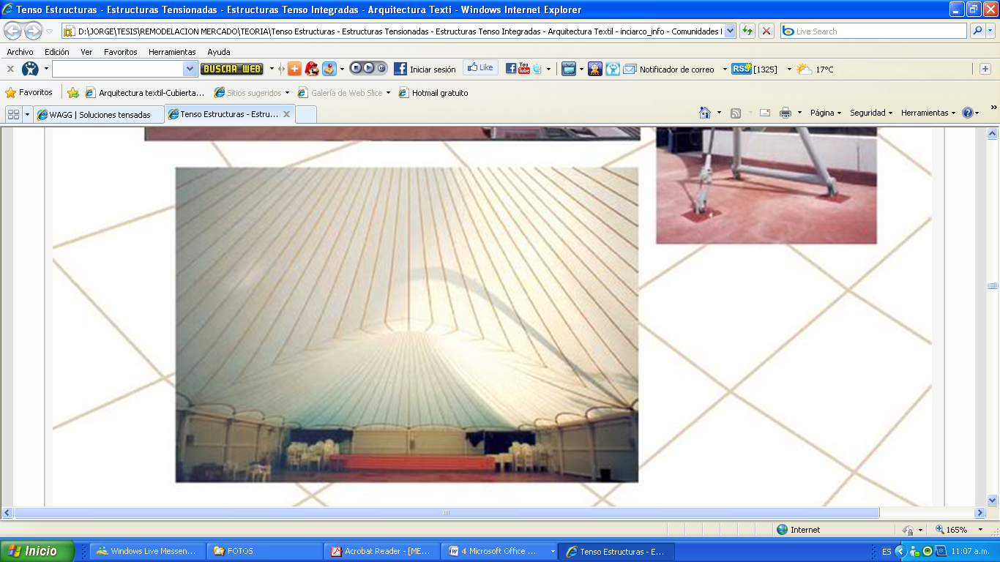 Tenso Estructuras - Estructuras Tensionadas - Estructuras Tenso Integradas - Arquitectura Texti - Windows Internet Explorer
D:\JORGE\TESIS\REMODELACION MERCADO\TEORIA\Tenso Estructuras - Estructuras Tensionadas - Estructuras Tenso Integradas - Arquitectura Textil - inciarco_info - Comunidades
Live Search
Archivo Edición Ver Favoritos Herramientas Ayuda
BUSCAR WEB Iniciar sesión Like You Tube Notificador de correo RSS [1325] 17°C
Favoritos Arquitectura textil-Cubierta... Sitios sugeridos Galería de Web Slice Hotmail gratuito
WAGG | Soluciones tensadas Tenso Estructuras - Estru... Página Seguridad Herramientas
Internet 165%
Inicio Windows Live Messen... FOTOS Acrobat Reader - [ME... 4 Microsoft Office ... Tenso Estructuras - E... ES 11:07 a.m.